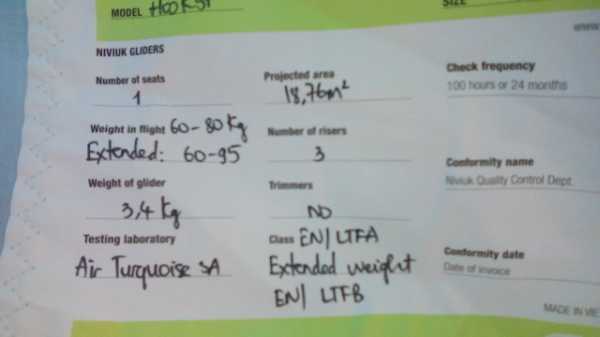 MODEL
SIZE
www
NIVIUK GLIDERS
Number of seats
1
Projected area
18,76m²
Check frequency
100 hours or 24 months
Weight in flight 60-80 Kg
Extended: 60-95
Number of risers
3
Conformity name
Niviuk Quality Control Dept.
Weight of glider
3,4 Kg
Trimmers
NO
Testing laboratory
Air Turquoise SA
Class EN/ LTFA
Extended weight
EN/ LTFB
Conformity date
Date of invoice
MADE IN VIE